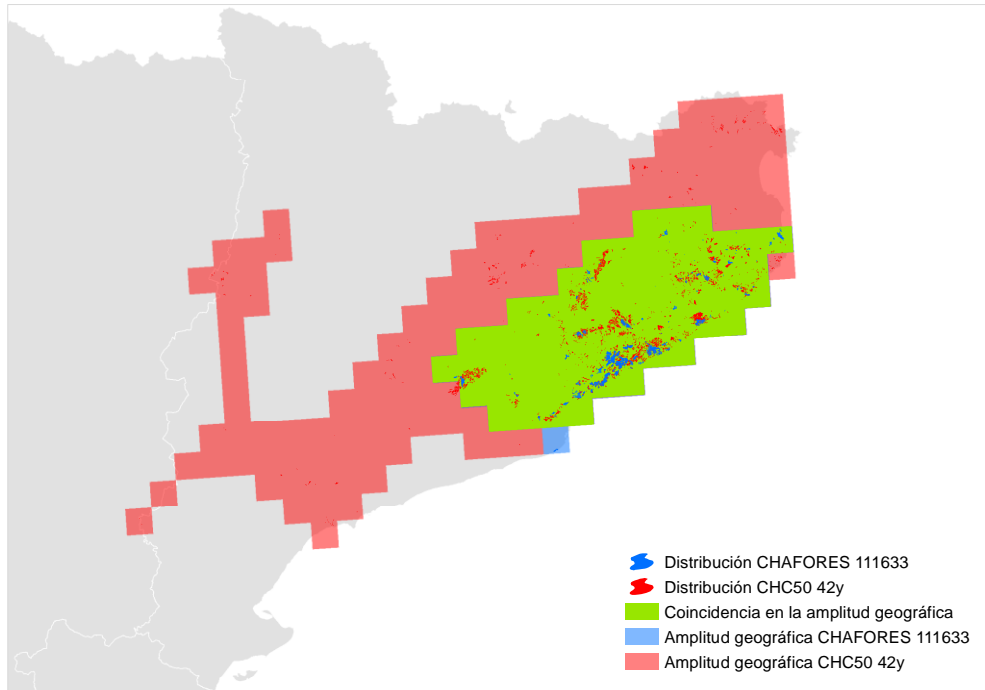 Distribución CHAFORES 111633
Distribución CHC50 42y
Coincidencia en la amplitud geográfica
Amplitud geográfica CHAFORES 111633
Amplitud geográfica CHC50 42y